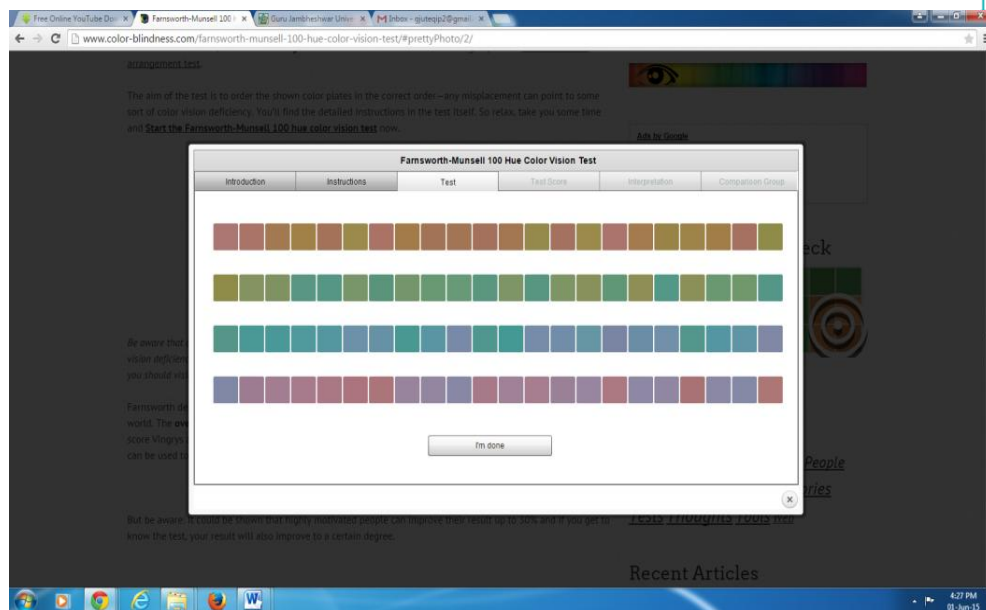 Free Online YouTube Do
Farnsworth-Munsell 100
Guru Jambheshwar Unive
Inbox - gjuteqip2@gmail
www.color-blindness.com/farnsworth-munsell-100-hue-color-vision-test/#prettyPhoto/2/
arrangement test.
The aim of the test is to order the shown color plates in the correct order—any misplacement can point to some
sort of color vision deficiency. You'll find the detailed instructions in the test itself. So relax, take you some time
and Start the Farnsworth-Munsell 100 hue color vision test now.
Ads by Google
Farnsworth-Munsell 100 Hue Color Vision Test
Introduction
Instructions
Test
Test Score
Interpretation
Comparison Group
eck
Be aware that
vision deficien
you should vis
Farnsworth de
world. The ove
score Vingrys
can be used to
I'm done
People
ories
But be aware: It could be shown that highly motivated people can improve their result up to 30% and if you get to
know the test, your result will also improve to a certain degree.
Tests Thoughts Tools Web
Recent Articles
4:27 PM
01-Jun-15